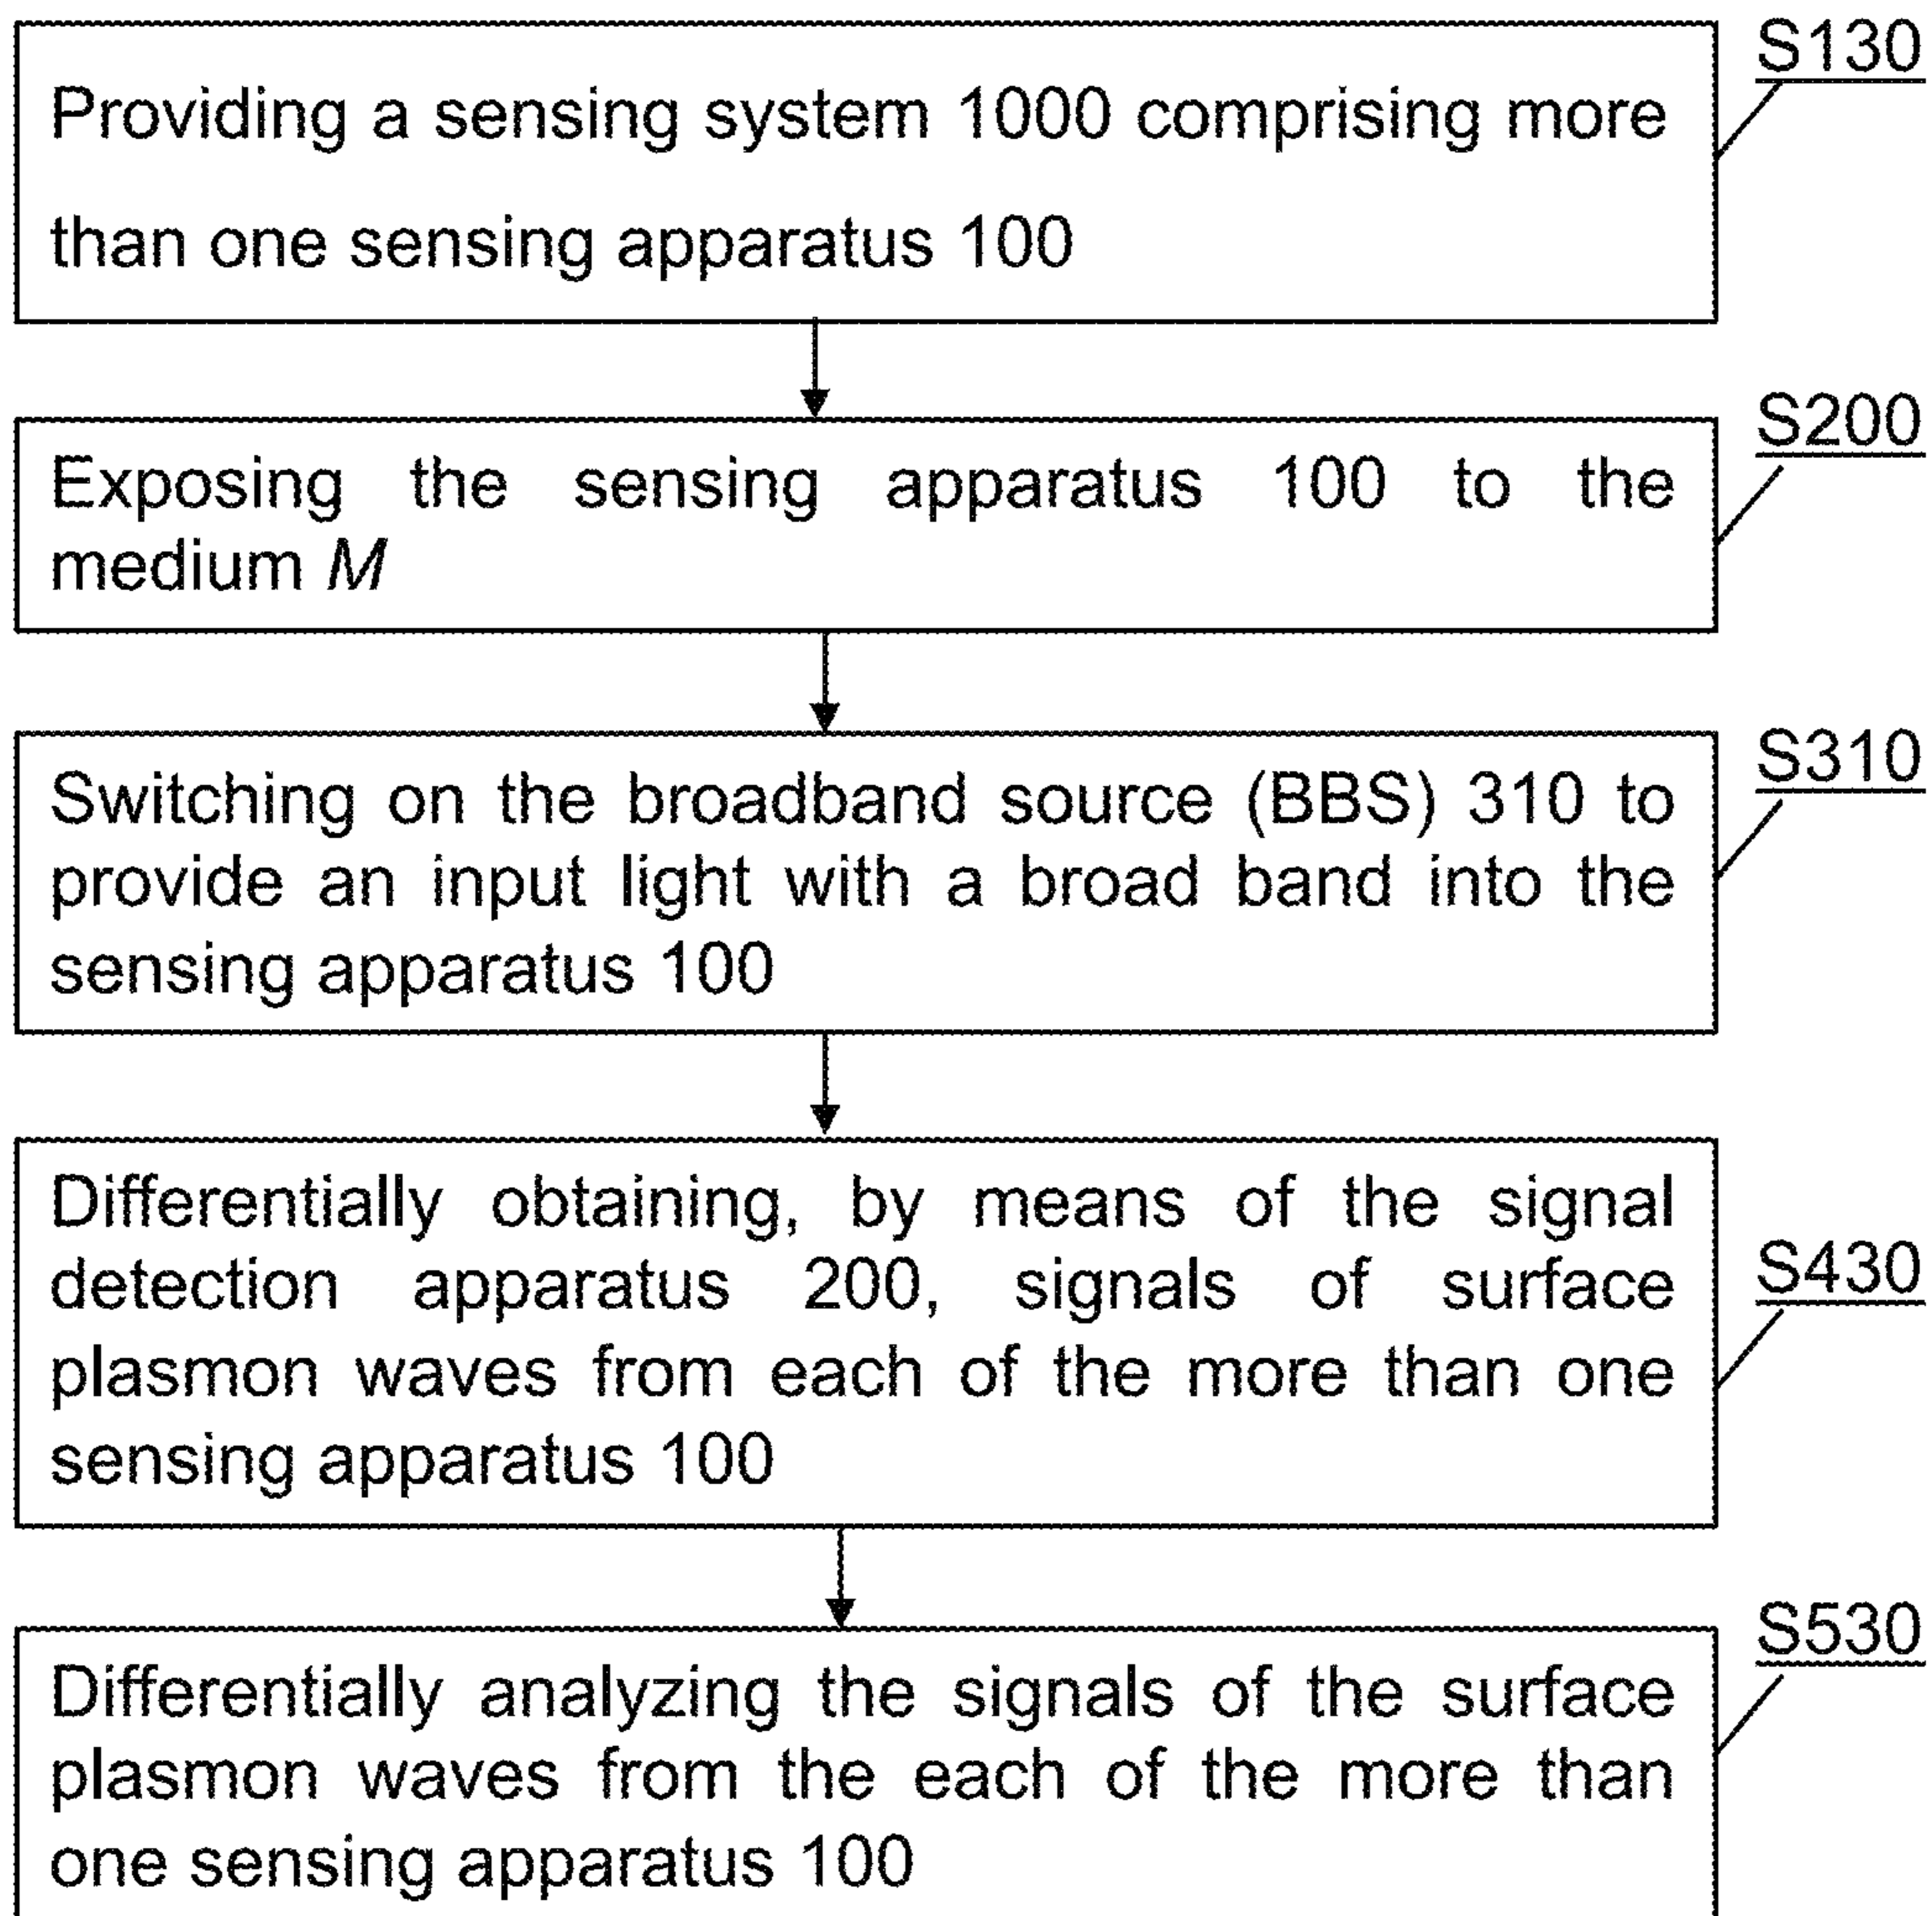 S130
Providing a sensing system 1000 comprising more
than one sensing apparatus 100
S200
Exposing the sensing apparatus 100 to the
medium M
S310
Switching on the broadband source (BBS) 310 to
provide an input light with a broad band into the
sensing apparatus 100
Differentially obtaining, by means of the signal
detection apparatus 200, signals of surface
S430
plasmon waves from each of the more than one
sensing apparatus 100
S530
Differentially analyzing the signals of the surface
plasmon waves from the each of the more than
one sensing apparatus 100